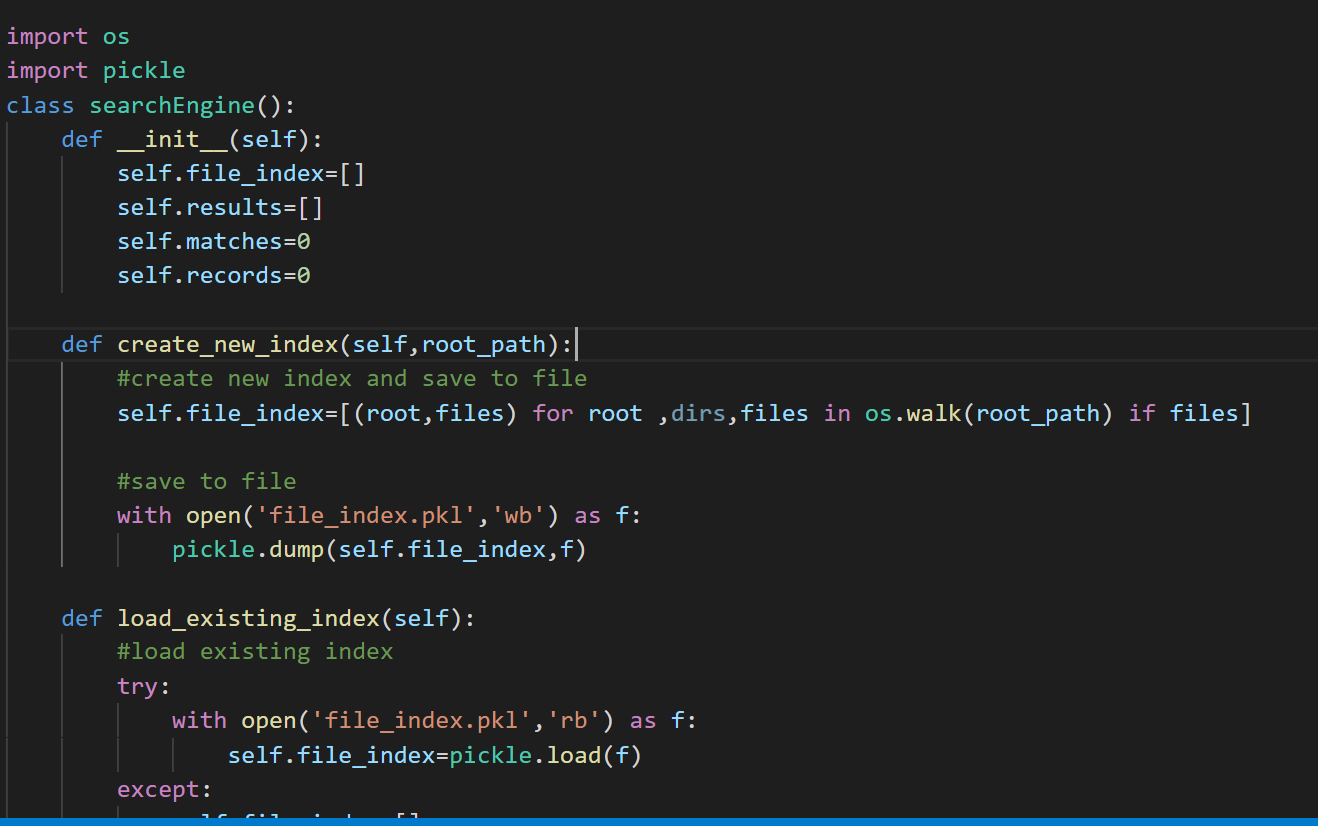 import os
import pickle
class searchEngine():
    def __init__(self):
        self.file_index=[]
        self.results=[]
        self.matches=0
        self.records=0
    def create_new_index(self,root_path):
        #create new index and save to file
        self.file_index=[(root,files) for root ,dirs,files in os.walk(root_path) if files]
        #save to file
        with open('file_index.pkl','wb') as f:
            pickle.dump(self.file_index,f)
    def load_existing_index(self):
        #load existing index
        try:
            with open('file_index.pkl','rb') as f:
                self.file_index=pickle.load(f)
        except: